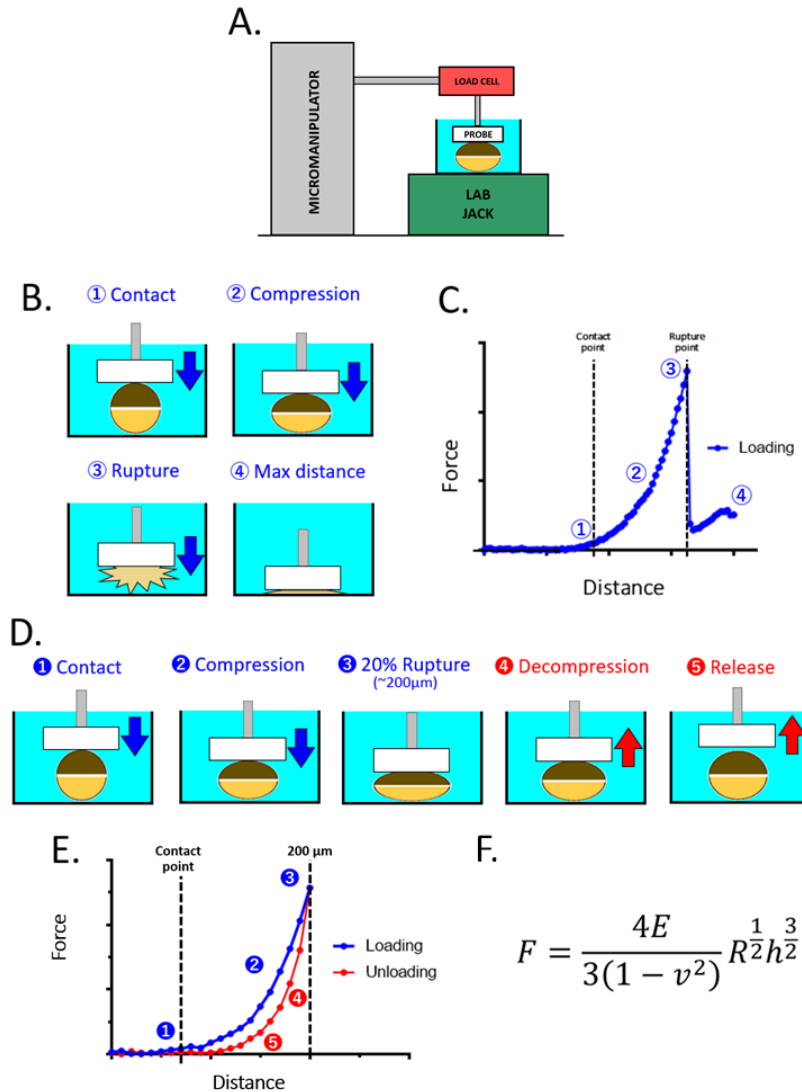 A.
MICROMANIPULATOR
LOAD CELL
PROBE
LAB
JACK
B.
① Contact
② Compression
③ Rupture
④ Max distance
C.
Contact
point
Rupture
point
③
②
①
④
Loading
Force
Distance
D.
❶ Contact
❷ Compression
❸ 20% Rupture
(~200µm)
❹ Decompression
❺ Release
E.
Contact
point
200 µm
❸
❷
❹
❶
❺
Loading
Unloading
Force
Distance
F.
F = 4E / 3(1 − v²) R^(1/2) h^(3/2)